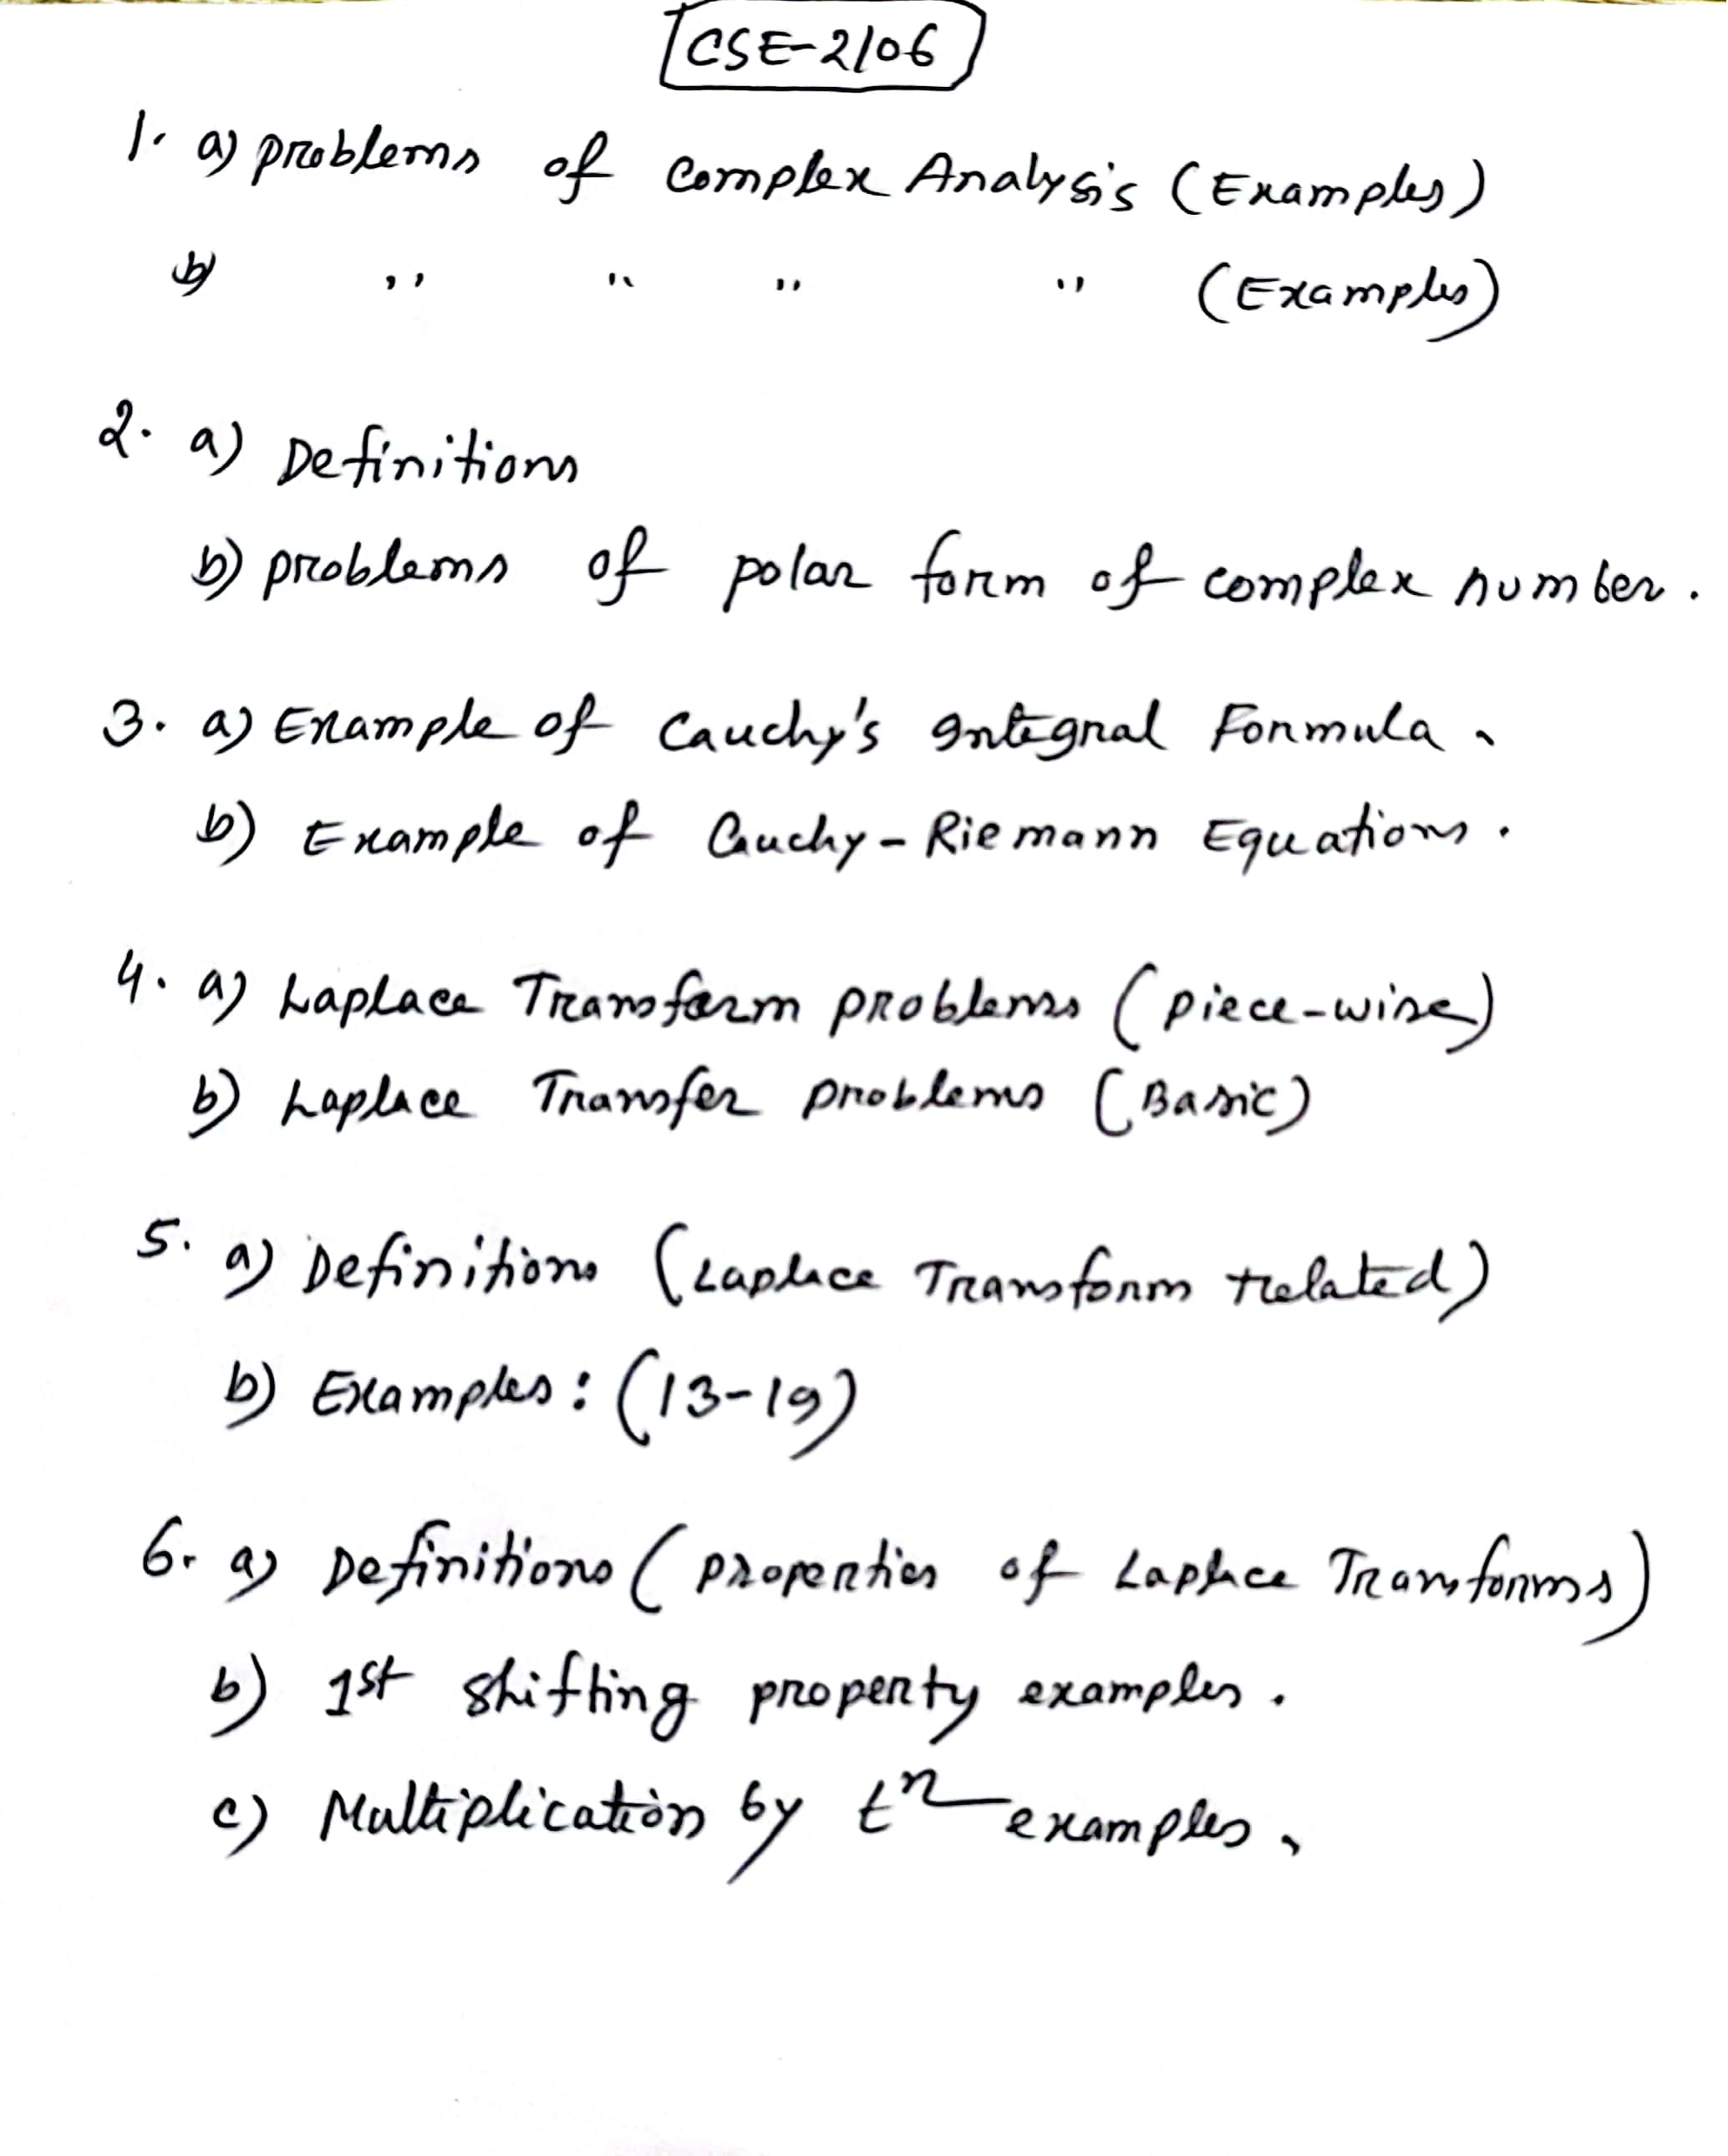 CSE-2106
1. a) problems of complex Analysis (Examples)
b) " " " " (Examples)
2. a) Definitions
b) problems of polar form of complex number.
3. a) Example of Cauchy's Integral Formula.
b) Example of Cauchy-Riemann Equations.
4. a) Laplace Transform problems (piece-wise)
b) Laplace Transfer problems (Basic)
5. a) Definitions (Laplace Transform related)
b) Examples: (13-19)
6. a) Definitions (properties of Laplace Transforms)
b) 1st shifting property examples.
c) Multiplication by tⁿ examples.